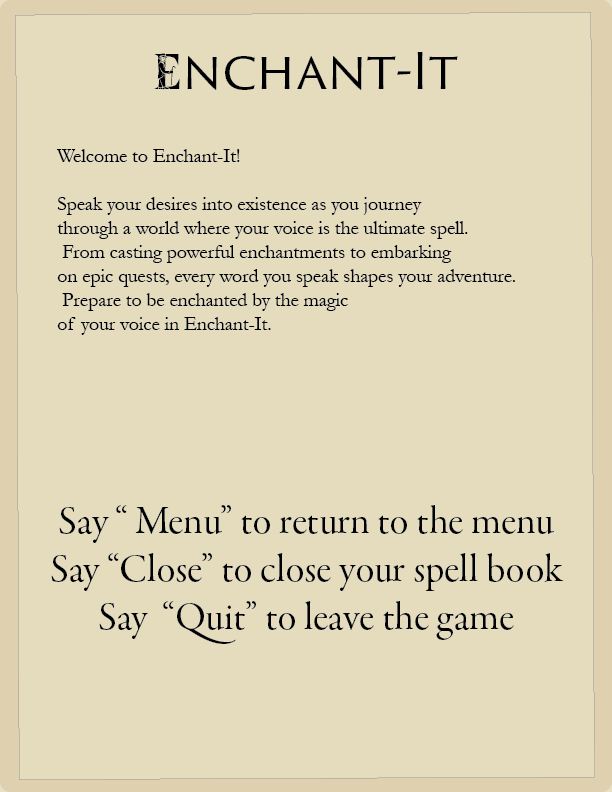 Enchant-It
Welcome to Enchant-It!
Speak your desires into existence as you journey
through a world where your voice is the ultimate spell.
From casting powerful enchantments to embarking
on epic quests, every word you speak shapes your adventure.
Prepare to be enchanted by the magic
of your voice in Enchant-It.
Say “ Menu” to return to the menu
Say “Close” to close your spell book
Say “Quit” to leave the game